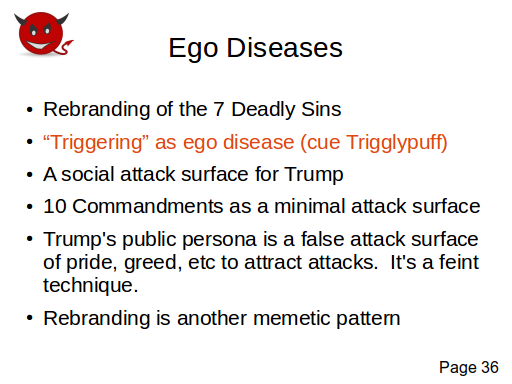 Ego Diseases
• Rebranding of the 7 Deadly Sins
• “Triggering” as ego disease (cue Trigglypuff)
• A social attack surface for Trump
• 10 Commandments as a minimal attack surface
• Trump's public persona is a false attack surface
of pride, greed, etc to attract attacks.  It's a feint
technique.
• Rebranding is another memetic pattern
Page 36